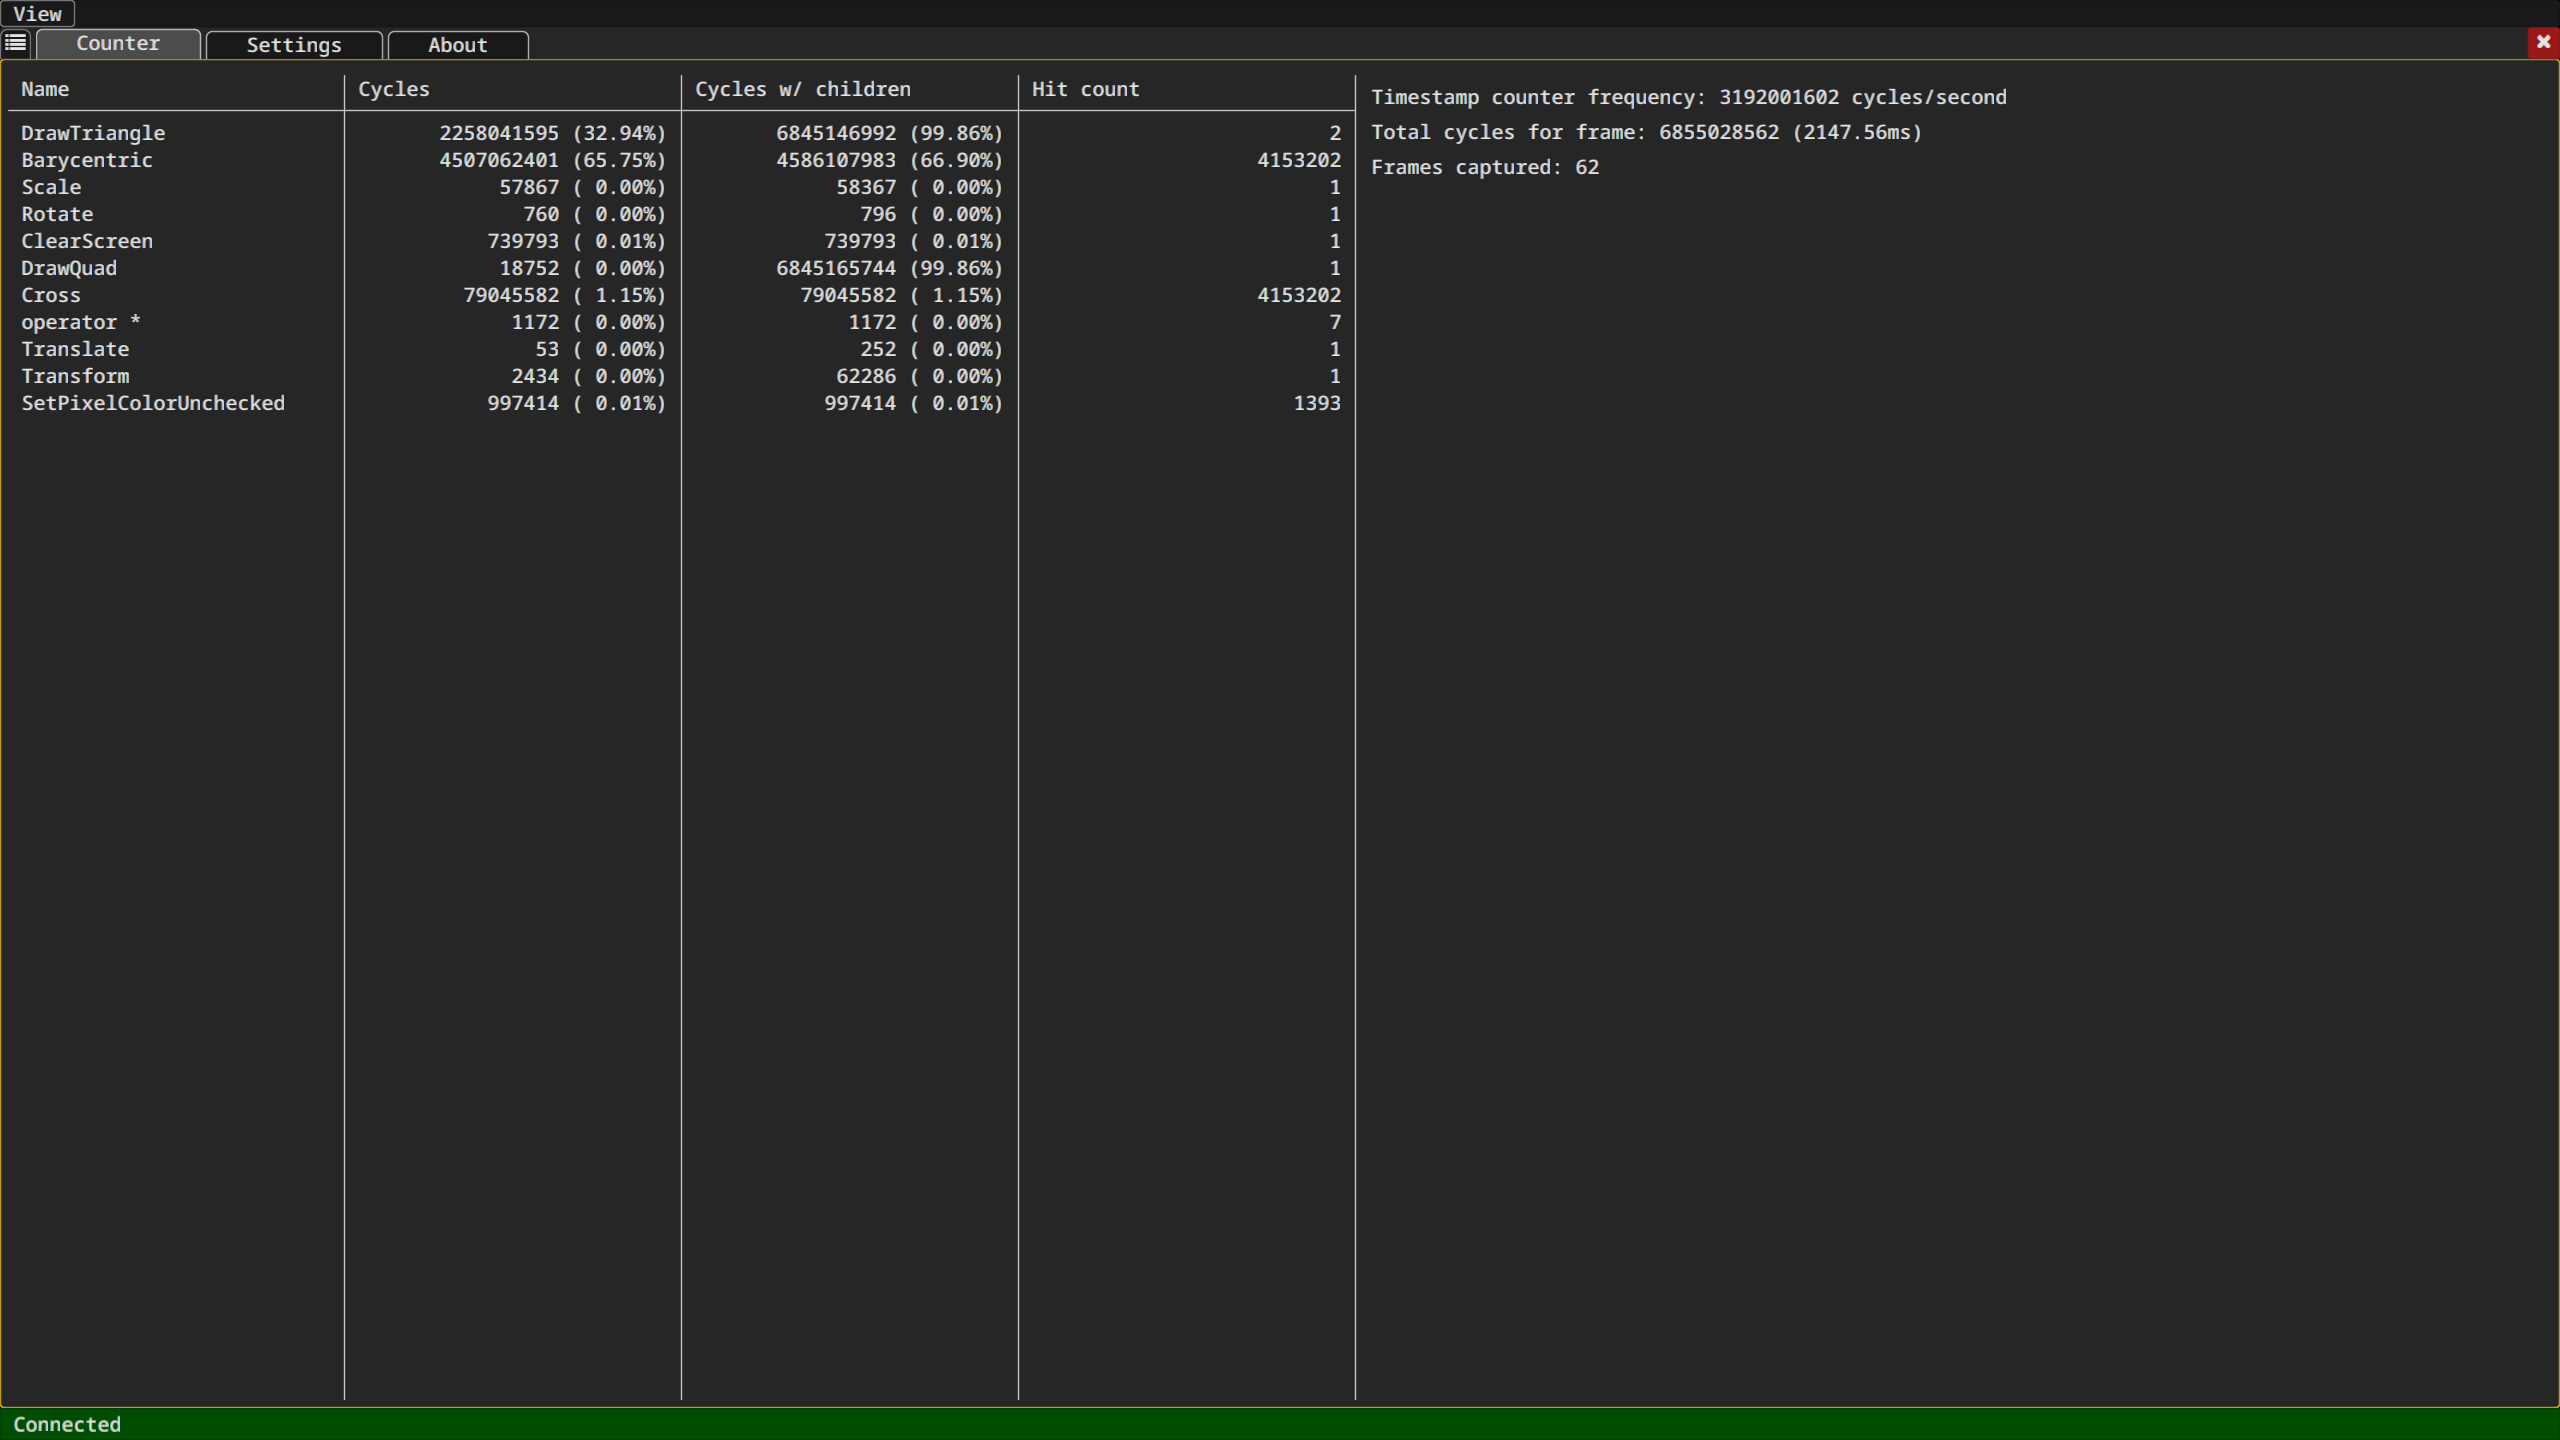 View
Counter Settings About
Name Cycles Cycles w/ children Hit count
DrawTriangle 2258041595 (32.94%) 6845146992 (99.86%) 2
Barycentric 4507062401 (65.75%) 4586107983 (66.90%) 4153202
Scale 57867 ( 0.00%) 58367 ( 0.00%) 1
Rotate 760 ( 0.00%) 796 ( 0.00%) 1
ClearScreen 739793 ( 0.01%) 739793 ( 0.01%) 1
DrawQuad 18752 ( 0.00%) 6845165744 (99.86%) 1
Cross 79045582 ( 1.15%) 79045582 ( 1.15%) 4153202
operator * 1172 ( 0.00%) 1172 ( 0.00%) 7
Translate 53 ( 0.00%) 252 ( 0.00%) 1
Transform 2434 ( 0.00%) 62286 ( 0.00%) 1
SetPixelColorUnchecked 997414 ( 0.01%) 997414 ( 0.01%) 1393
Timestamp counter frequency: 3192001602 cycles/second
Total cycles for frame: 6855028562 (2147.56ms)
Frames captured: 62
Connected